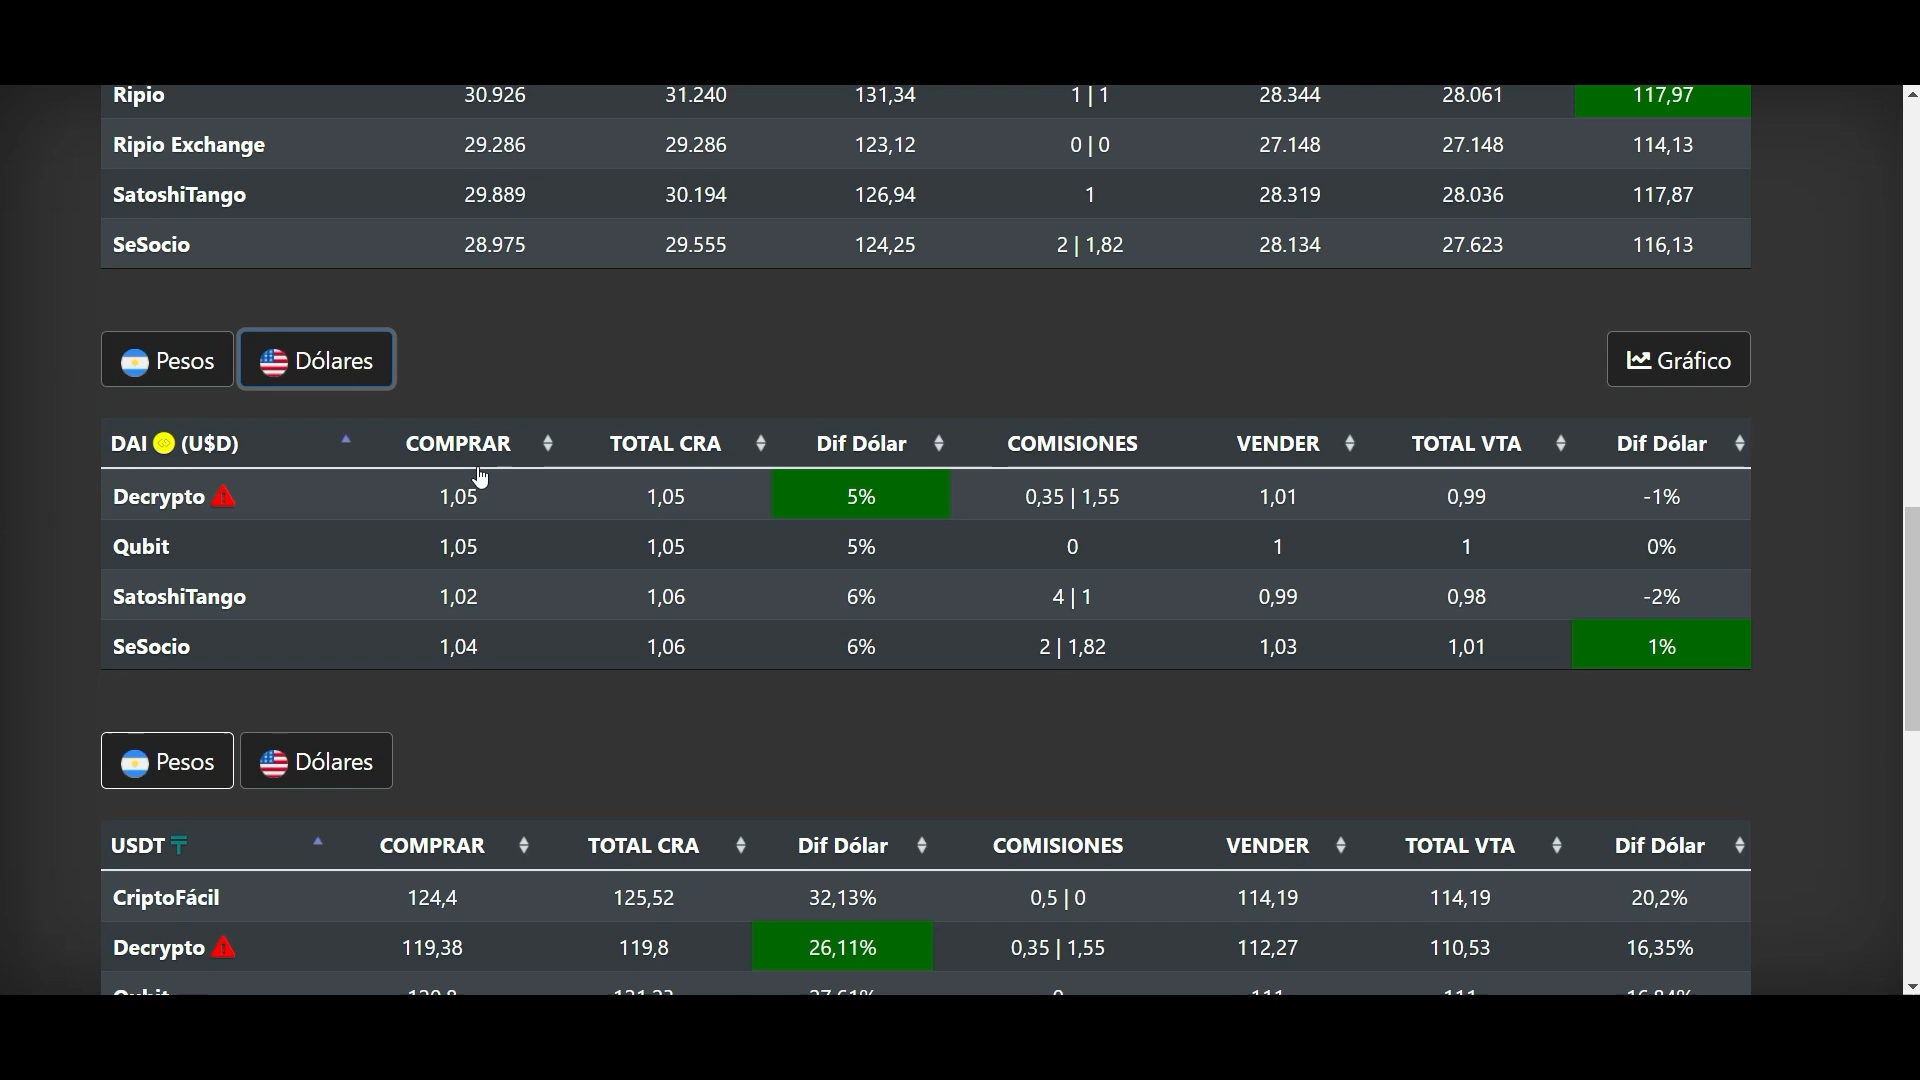 Ripio 30.926 31.240 131,34 1 | 1 28.344 28.061 117,97
Ripio Exchange 29.286 29.286 123,12 0 | 0 27.148 27.148 114,13
SatoshiTango 29.889 30.194 126,94 1 28.319 28.036 117,87
SeSocio 28.975 29.555 124,25 2 | 1,82 28.134 27.623 116,13
Pesos Dólares Gráfico
DAI (U$D) COMPRAR TOTAL CRA Dif Dólar COMISIONES VENDER TOTAL VTA Dif Dólar
Decrypto 1,05 1,05 5% 0,35 | 1,55 1,01 0,99 -1%
Qubit 1,05 1,05 5% 0 1 1 0%
SatoshiTango 1,02 1,06 6% 4 | 1 0,99 0,98 -2%
SeSocio 1,04 1,06 6% 2 | 1,82 1,03 1,01 1%
Pesos Dólares
USDT COMPRAR TOTAL CRA Dif Dólar COMISIONES VENDER TOTAL VTA Dif Dólar
CriptoFácil 124,4 125,52 32,13% 0,5 | 0 114,19 114,19 20,2%
Decrypto 119,38 119,8 26,11% 0,35 | 1,55 112,27 110,53 16,35%